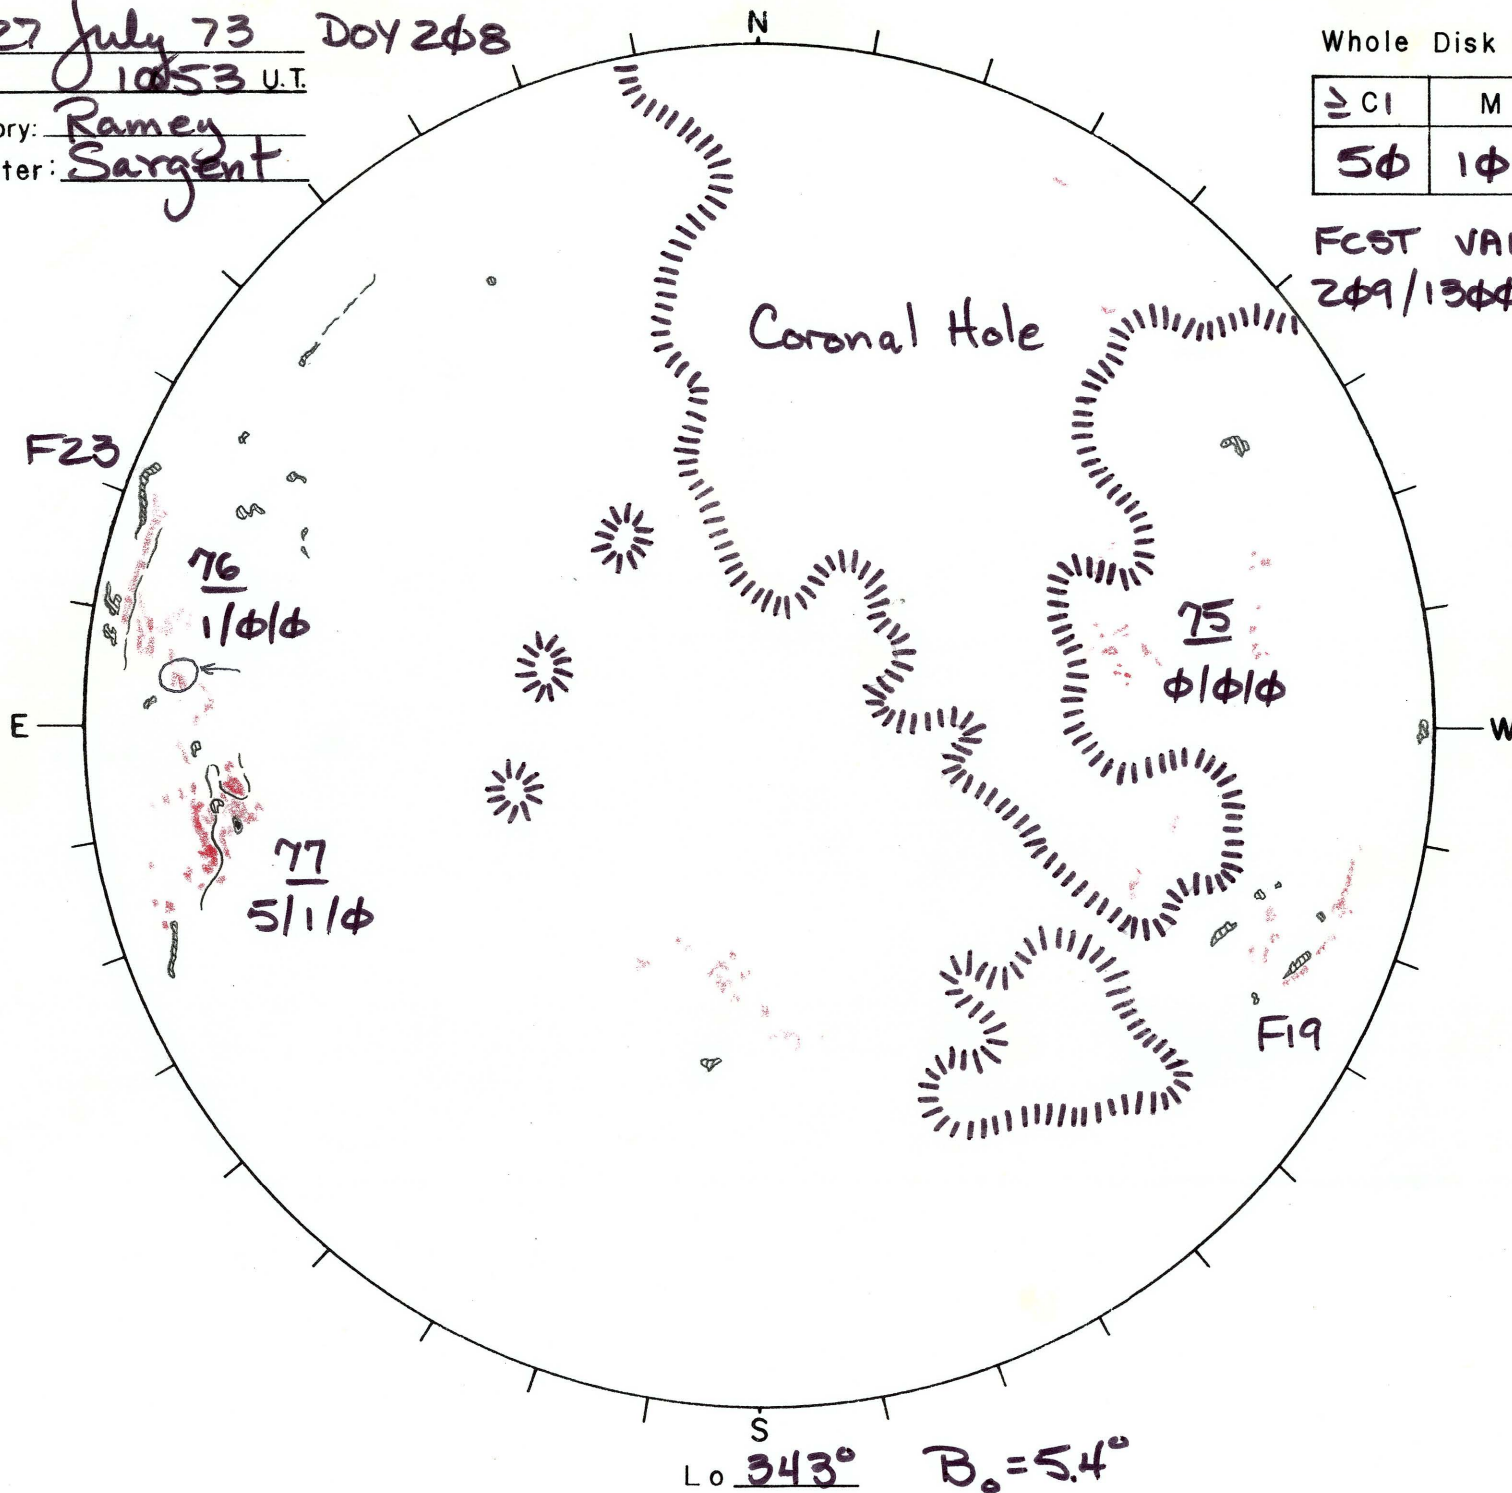 27 July 73 DOY 2φ8
1φ53 U.T.
ory: Ramey
ter: Sargent
N
Whole Disk
≥ C1 M
5φ 1φ
FCST VAL
2φ9/13φφ
Coronal Hole
F23
76
1/φ/φ
75
φ/φ/φ
E
W
77
5/1/φ
F19
S
Lo 343° B₀=5.4°